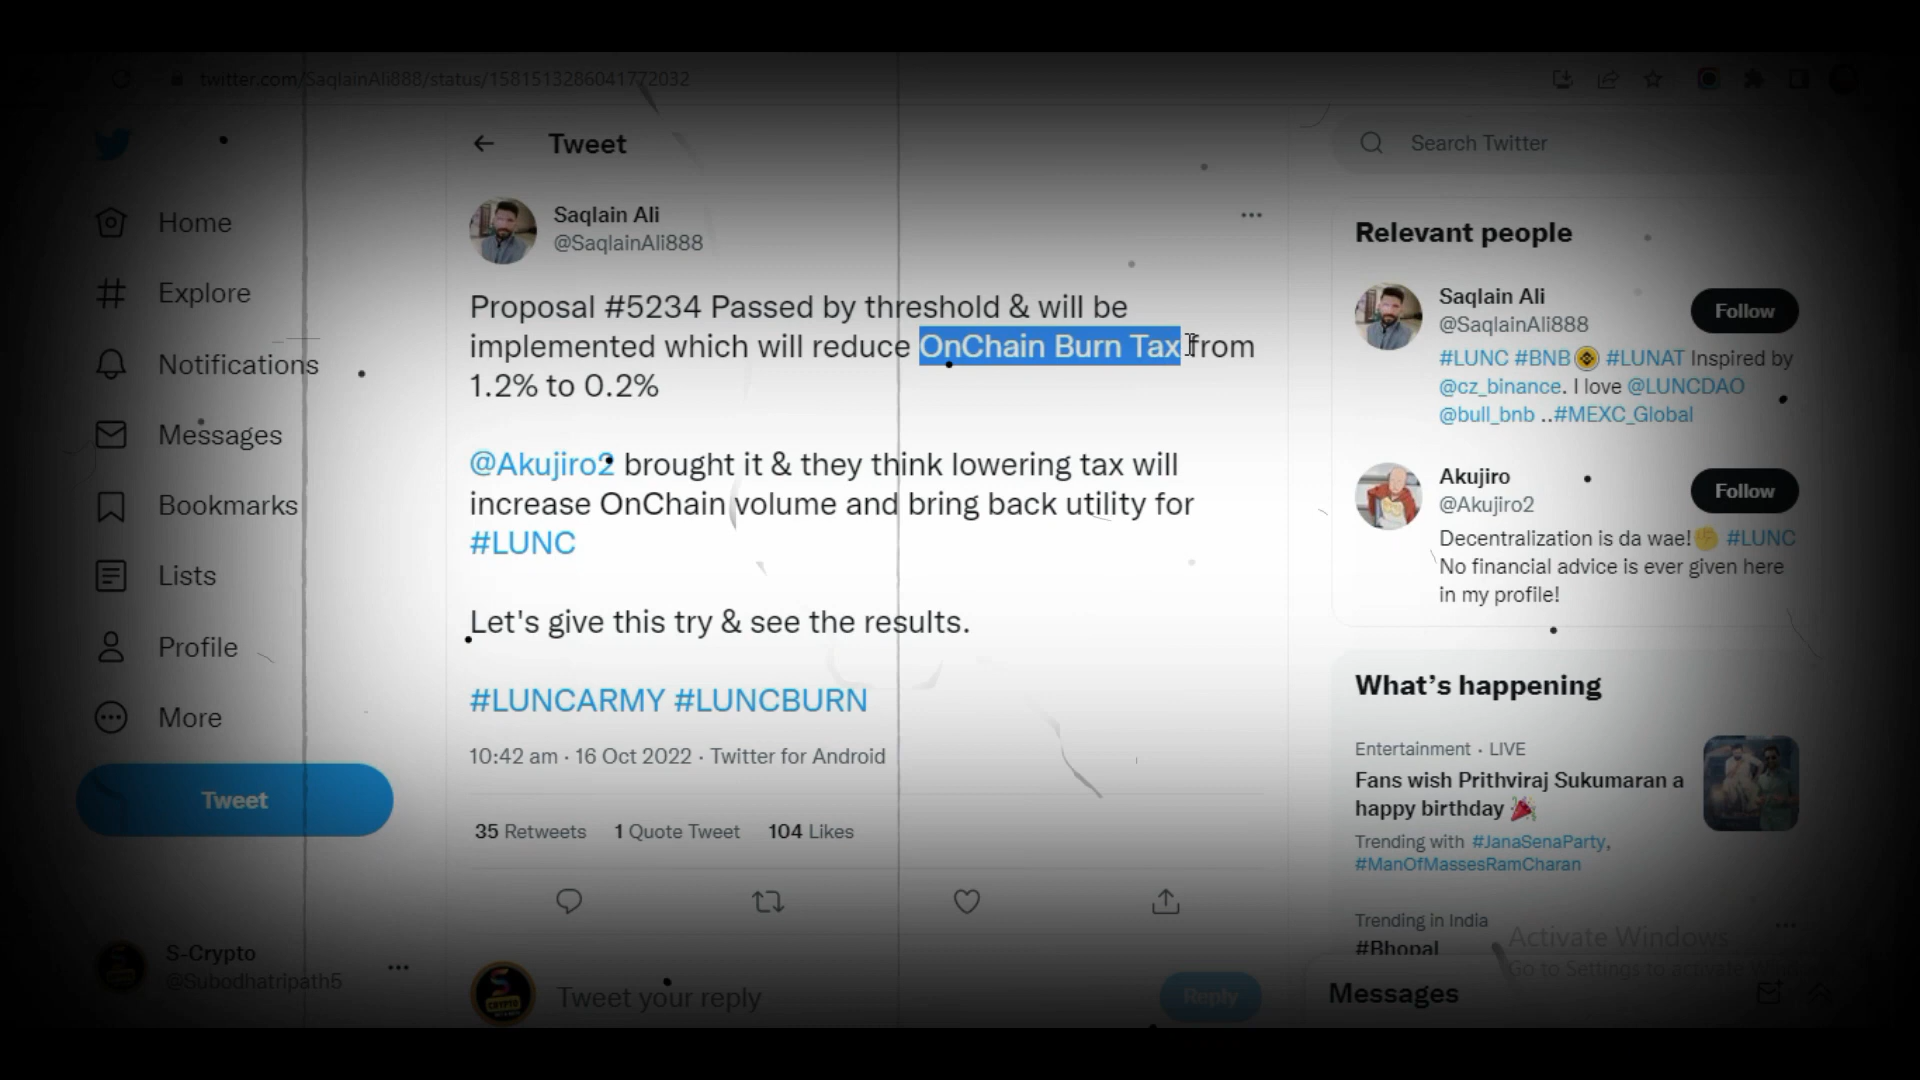 twitter.com/SaqlainAli888/status/1581513286041772032
Home
Explore
Notifications
Messages
Bookmarks
Lists
Profile
More
Tweet
S-Crypto
@Subodhatripath5
Tweet
Saqlain Ali
@SaqlainAli888
Proposal #5234 Passed by threshold & will be
implemented which will reduce OnChain Burn Tax from
1.2% to 0.2%
@Akujiro2 brought it & they think lowering tax will
increase OnChain volume and bring back utility for
#LUNC
Let's give this try & see the results.
#LUNCARMY #LUNCBURN
10:42 am · 16 Oct 2022 · Twitter for Android
35 Retweets 1 Quote Tweet 104 Likes
CRYPTO
Tweet your reply
Reply
Search Twitter
Relevant people
Saqlain Ali
@SaqlainAli888
Follow
#LUNC #BNB #LUNAT Inspired by
@cz_binance. I love @LUNCDAO
@bull_bnb ..#MEXC_Global
Akujiro
@Akujiro2
Follow
Decentralization is da wae!✊ #LUNC
No financial advice is ever given here
in my profile!
What's happening
Entertainment · LIVE
Fans wish Prithviraj Sukumaran a
happy birthday 🎉
Trending with #JanaSenaParty,
#ManOfMassesRamCharan
Trending in India
#Bhopal
Activate Windows
Go to Settings to activate
Messages